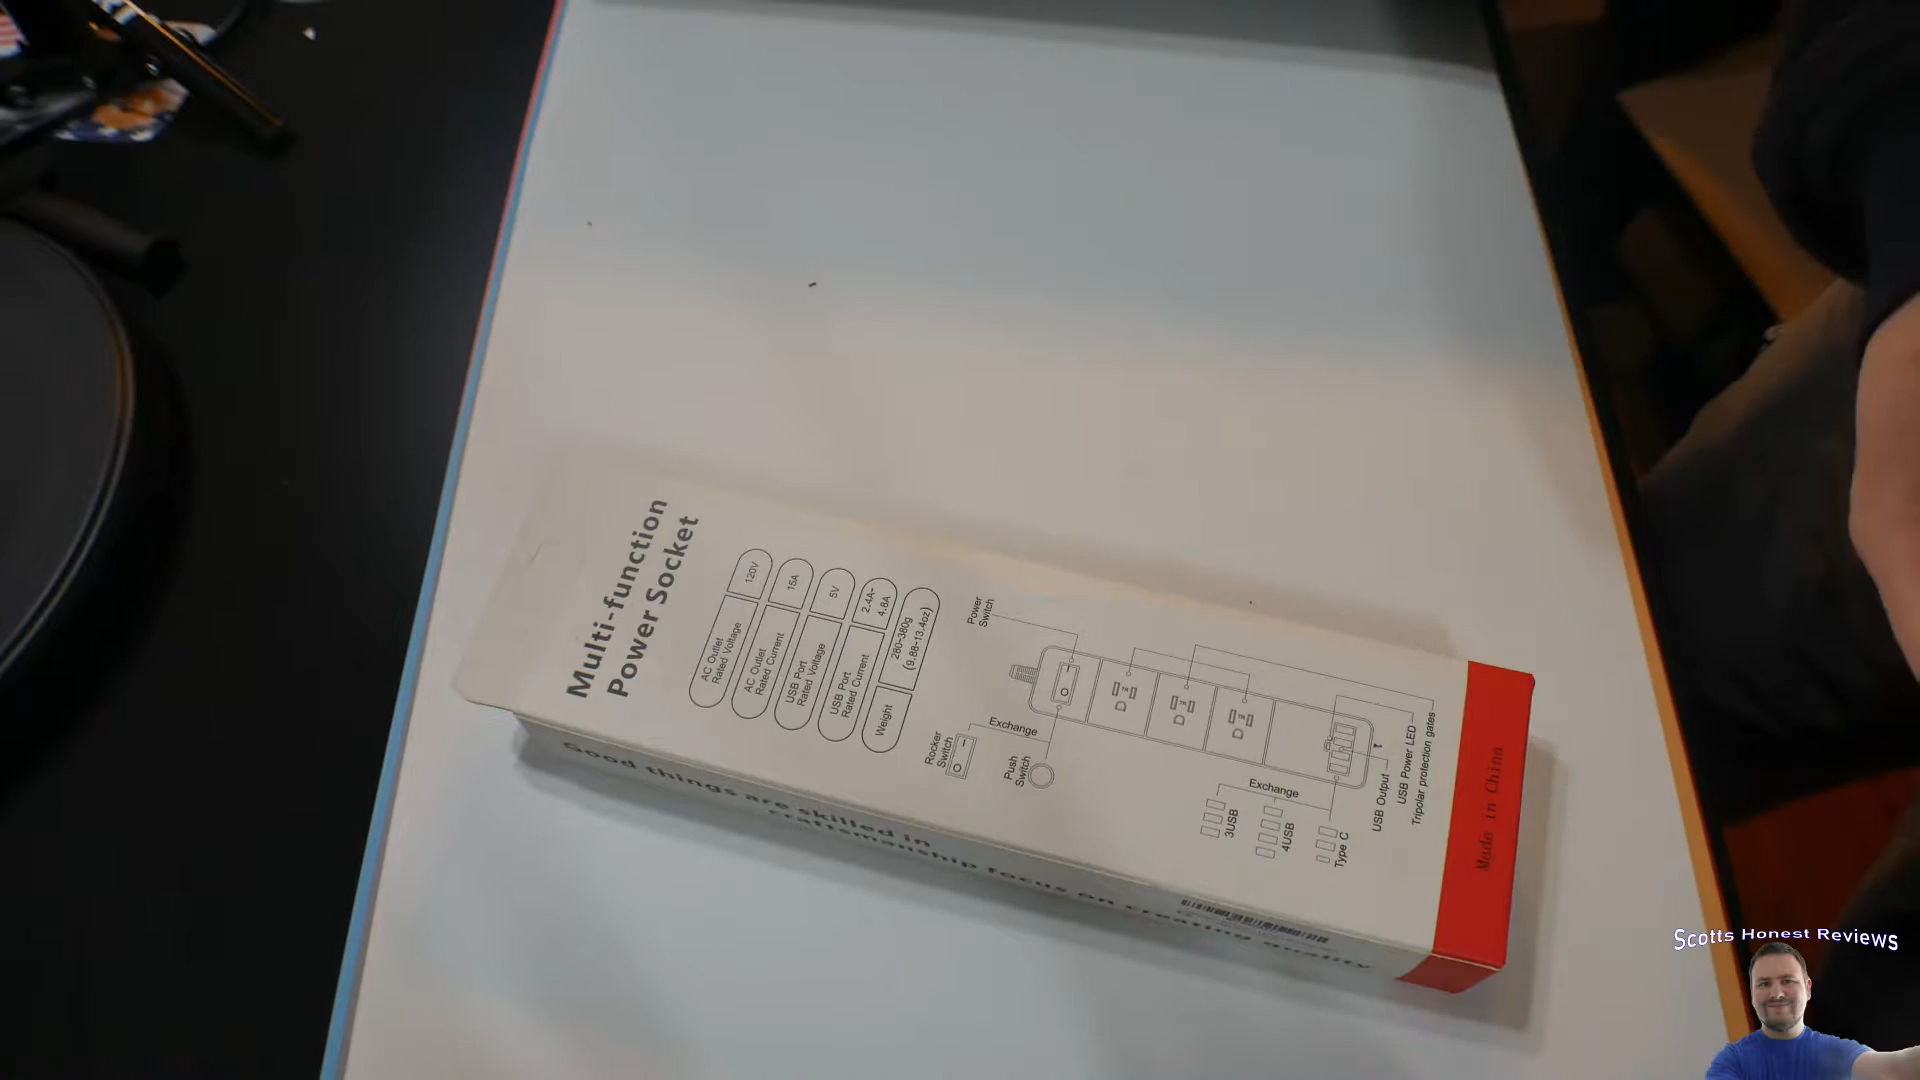 Multi-function
Power Socket
AC Outlet
Rated Voltage
120V
AC Outlet
Rated Current
15A
USB Port
Rated Voltage
5V
USB Port
Rated Current
2.4A~
4.8A
Weight
280~380g
(9.88-13.4oz)
Power
Switch
Rocker
Switch
Exchange
Push
Switch
Exchange
3USB
4USB
Type C
USB Output
USB Power LED
Tripolar protection gates
Made in China
Good things are skilled in
craftsmanship focus on creating quality
Scotts Honest Reviews